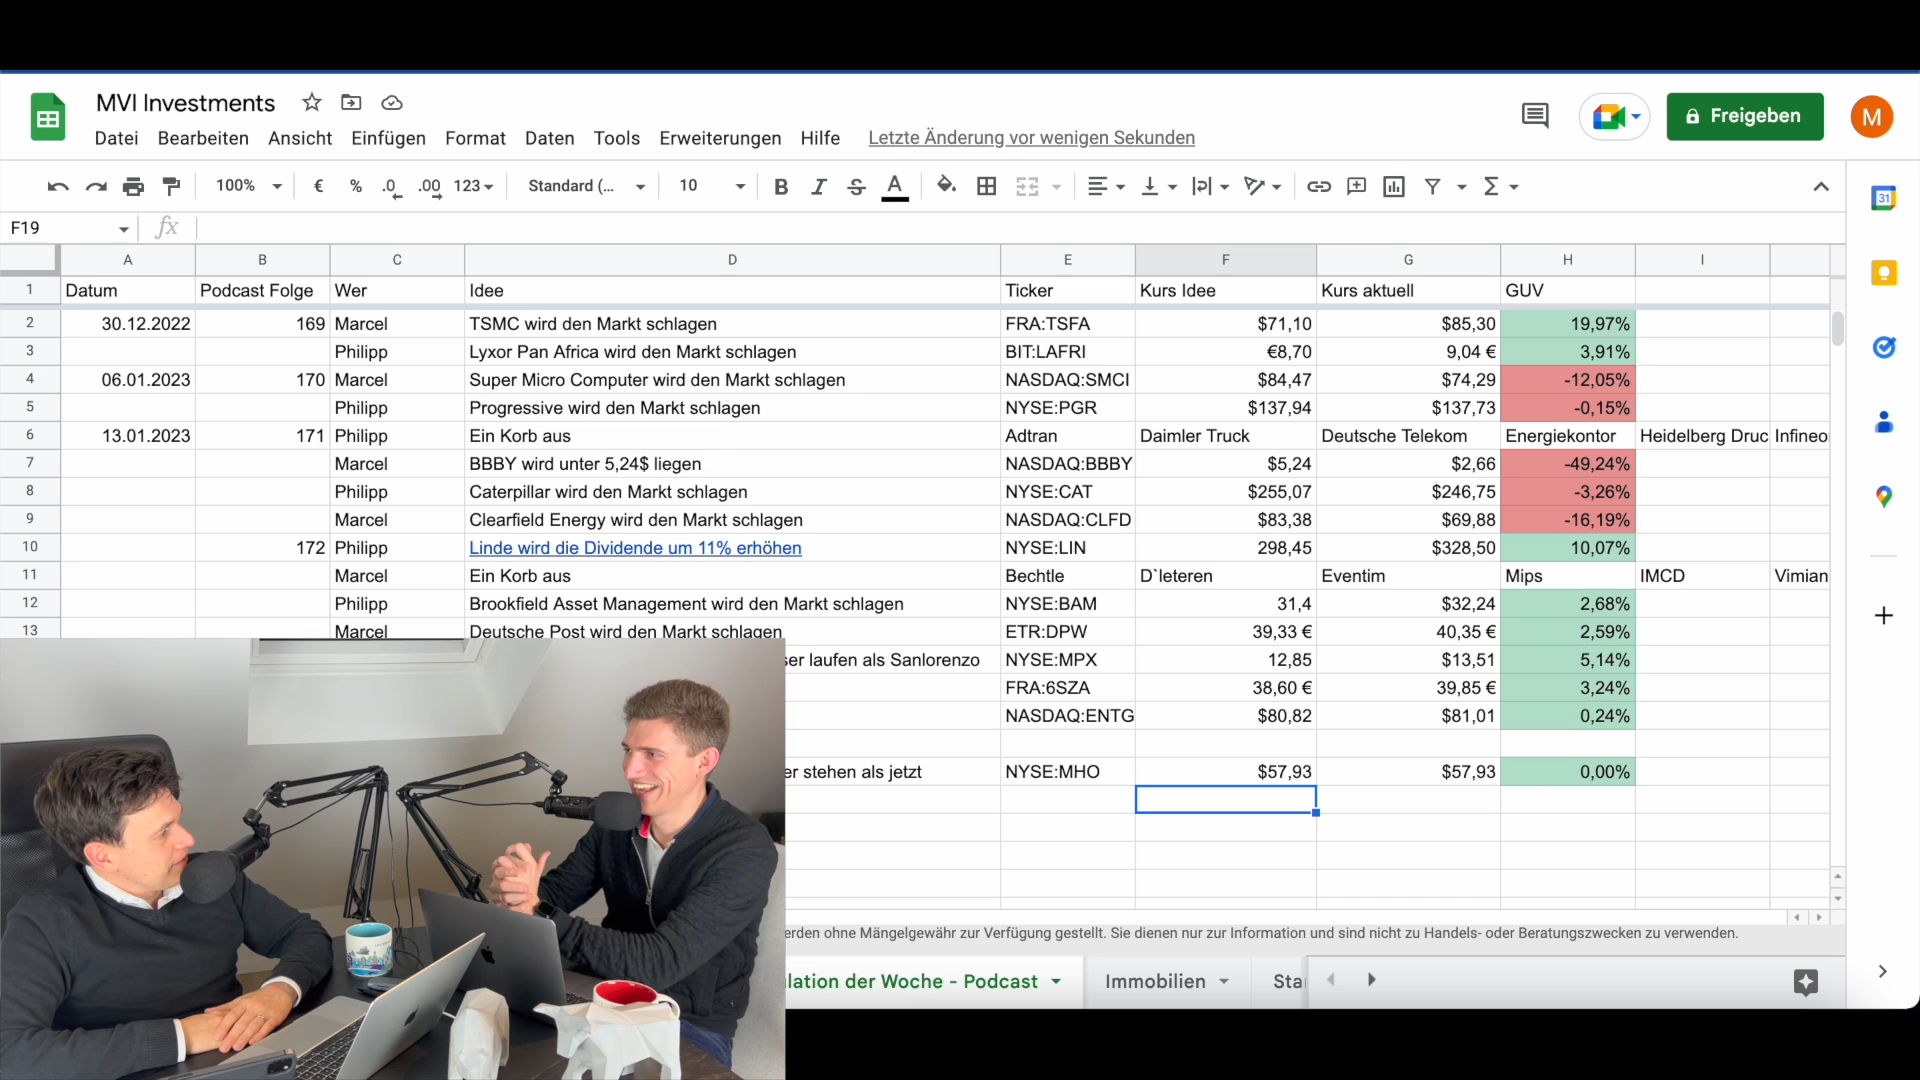 MVI Investments
Datei Bearbeiten Ansicht Einfügen Format Daten Tools Erweiterungen Hilfe Letzte Änderung vor wenigen Sekunden
Freigeben
M
100% € % .0 .00 123 Standard (... 10 B I S A
31
F19 fx
A B C D E F G H I
1 Datum Podcast Folge Wer Idee Ticker Kurs Idee Kurs aktuell GUV
2 30.12.2022 169 Marcel TSMC wird den Markt schlagen FRA:TSFA $71,10 $85,30 19,97%
3 Philipp Lyxor Pan Africa wird den Markt schlagen BIT:LAFRI €8,70 9,04 € 3,91%
4 06.01.2023 170 Marcel Super Micro Computer wird den Markt schlagen NASDAQ:SMCI $84,47 $74,29 -12,05%
5 Philipp Progressive wird den Markt schlagen NYSE:PGR $137,94 $137,73 -0,15%
6 13.01.2023 171 Philipp Ein Korb aus Adtran Daimler Truck Deutsche Telekom Energiekontor Heidelberg Druc Infineo
7 Marcel BBBY wird unter 5,24$ liegen NASDAQ:BBBY $5,24 $2,66 -49,24%
8 Philipp Caterpillar wird den Markt schlagen NYSE:CAT $255,07 $246,75 -3,26%
9 Marcel Clearfield Energy wird den Markt schlagen NASDAQ:CLFD $83,38 $69,88 -16,19%
10 172 Philipp Linde wird die Dividende um 11% erhöhen NYSE:LIN 298,45 $328,50 10,07%
11 Marcel Ein Korb aus Bechtle D`Ieteren Eventim Mips IMCD Vimian
12 Philipp Brookfield Asset Management wird den Markt schlagen NYSE:BAM 31,4 $32,24 2,68%
13 Marcel Deutsche Post wird den Markt schlagen ETR:DPW 39,33 € 40,35 € 2,59%
ser laufen als Sanlorenzo NYSE:MPX 12,85 $13,51 5,14%
FRA:6SZA 38,60 € 39,85 € 3,24%
NASDAQ:ENTG $80,82 $81,01 0,24%
er stehen als jetzt NYSE:MHO $57,93 $57,93 0,00%
erden ohne Mängelgewähr zur Verfügung gestellt. Sie dienen nur zur Information und sind nicht zu Handels- oder Beratungszwecken zu verwenden.
ulation der Woche - Podcast Immobilien Sta